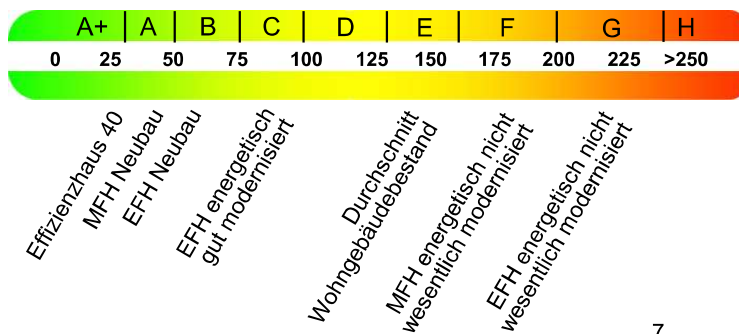 A+ A B C D E F G H
0 25 50 75 100 125 150 175 200 225 >250
Effizienzhaus 40
MFH Neubau
EFH Neubau
EFH energetisch
gut modernisiert
Durchschnitt
Wohngebäudebestand
MFH energetisch nicht
wesentlich modernisiert
EFH energetisch nicht
wesentlich modernisiert
7